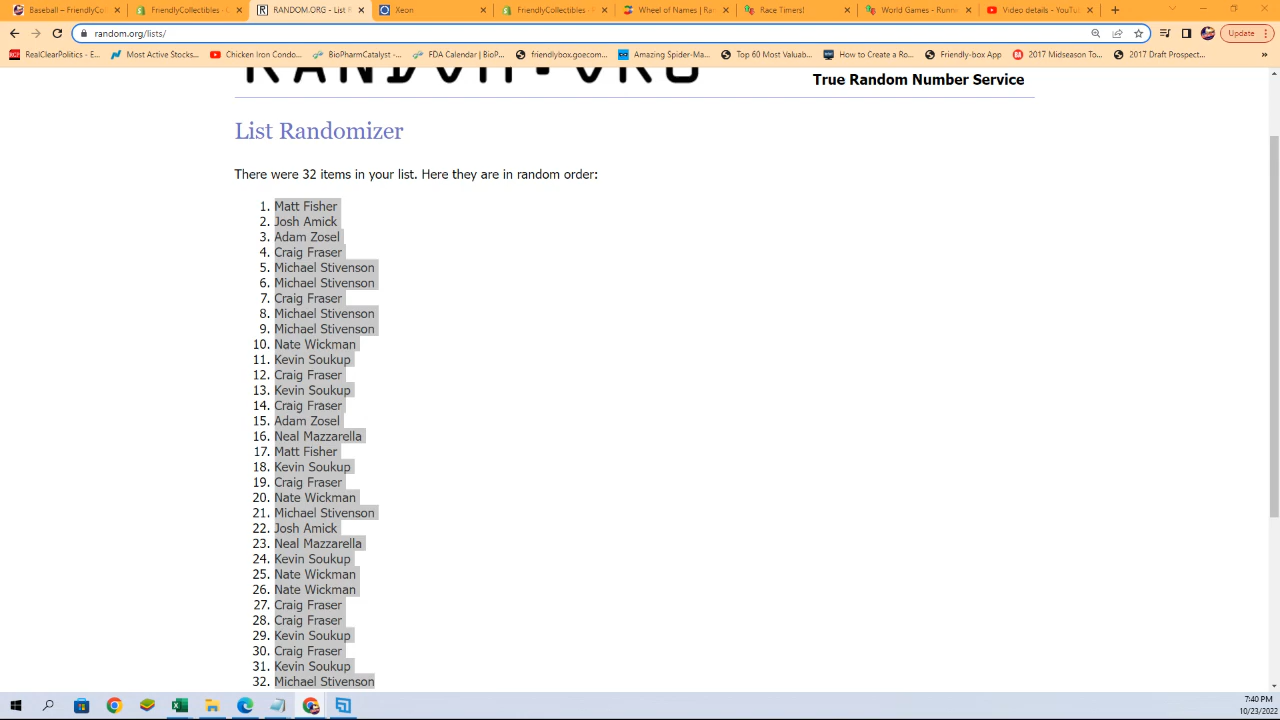 Baseball – FriendlyCo
FriendlyCollectibles - C
RANDOM.ORG - List R
Xeon
FriendlyCollectibles - F
Wheel of Names | Ra
Race Timers!
World Games - Runn
Video details - YouTu
random.org/lists/
Update
RealClearPolitics - E...
Most Active Stocks...
Chicken Iron Condo...
BioPharmCatalyst -...
FDA Calendar | BioP...
friendlybox.goecom...
Amazing Spider-Ma...
Top 60 Most Valuab...
How to Create a Ro...
Friendly-box App
2017 Midseason To...
2017 Draft Prospect...
»
RANDOM.ORG
True Random Number Service
List Randomizer
There were 32 items in your list. Here they are in random order:
1. Matt Fisher
2. Josh Amick
3. Adam Zosel
4. Craig Fraser
5. Michael Stivenson
6. Michael Stivenson
7. Craig Fraser
8. Michael Stivenson
9. Michael Stivenson
10. Nate Wickman
11. Kevin Soukup
12. Craig Fraser
13. Kevin Soukup
14. Craig Fraser
15. Adam Zosel
16. Neal Mazzarella
17. Matt Fisher
18. Kevin Soukup
19. Craig Fraser
20. Nate Wickman
21. Michael Stivenson
22. Josh Amick
23. Neal Mazzarella
24. Kevin Soukup
25. Nate Wickman
26. Nate Wickman
27. Craig Fraser
28. Craig Fraser
29. Kevin Soukup
30. Craig Fraser
31. Kevin Soukup
32. Michael Stivenson
7:40 PM
10/23/2022